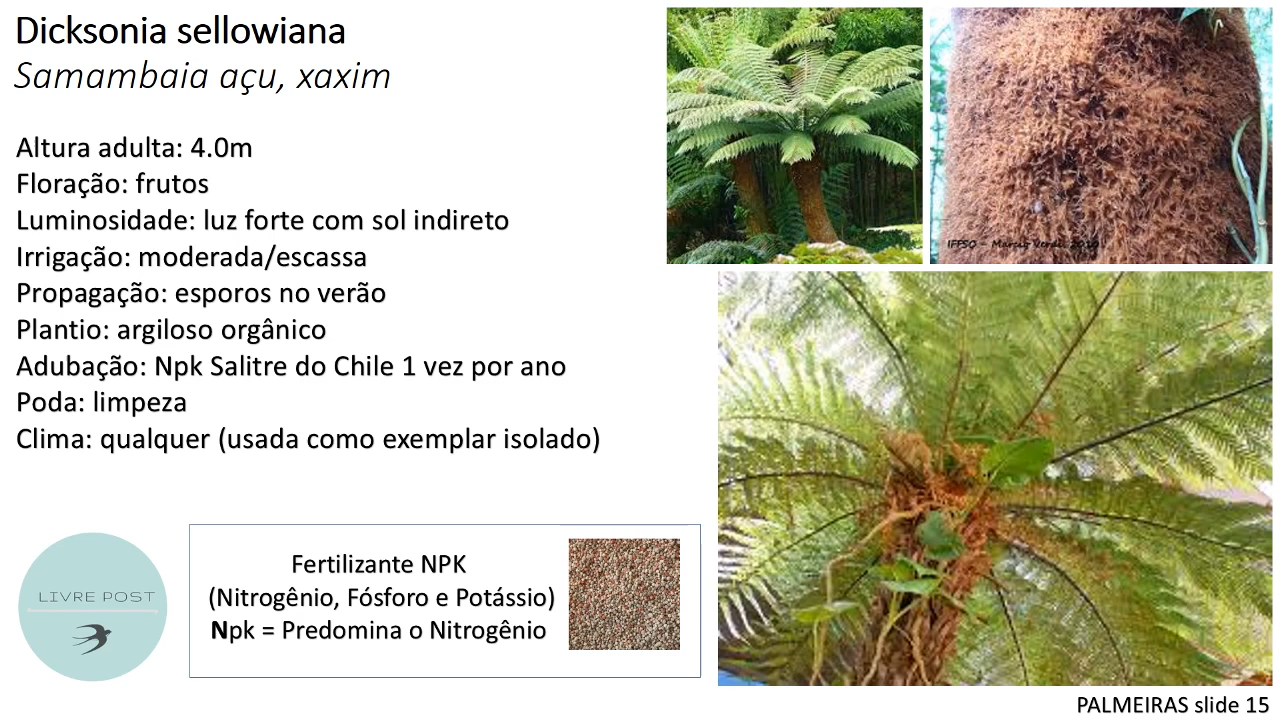 Dicksonia sellowiana
Samambaia açu, xaxim
Altura adulta: 4.0m
Floração: frutos
Luminosidade: luz forte com sol indireto
Irrigação: moderada/escassa
Propagação: esporos no verão
Plantio: argiloso orgânico
Adubação: Npk Salitre do Chile 1 vez por ano
Poda: limpeza
Clima: qualquer (usada como exemplar isolado)
LIVRE POST
Fertilizante NPK
(Nitrogênio, Fósforo e Potássio)
Npk = Predomina o Nitrogênio
Marcio Verdi
PALMEIRAS slide 15